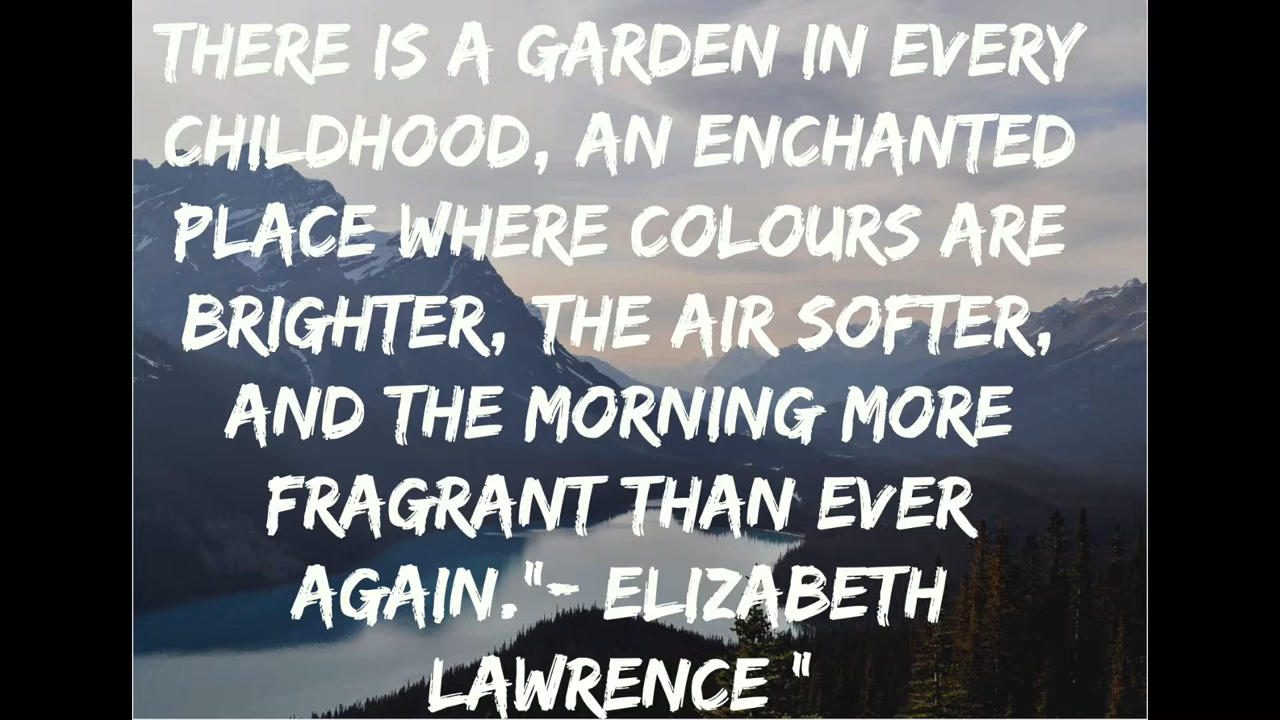 THERE IS A GARDEN IN EVERY
CHILDHOOD, AN ENCHANTED
PLACE WHERE COLOURS ARE
BRIGHTER, THE AIR SOFTER,
AND THE MORNING MORE
FRAGRANT THAN EVER
AGAIN."- ELIZABETH
LAWRENCE "